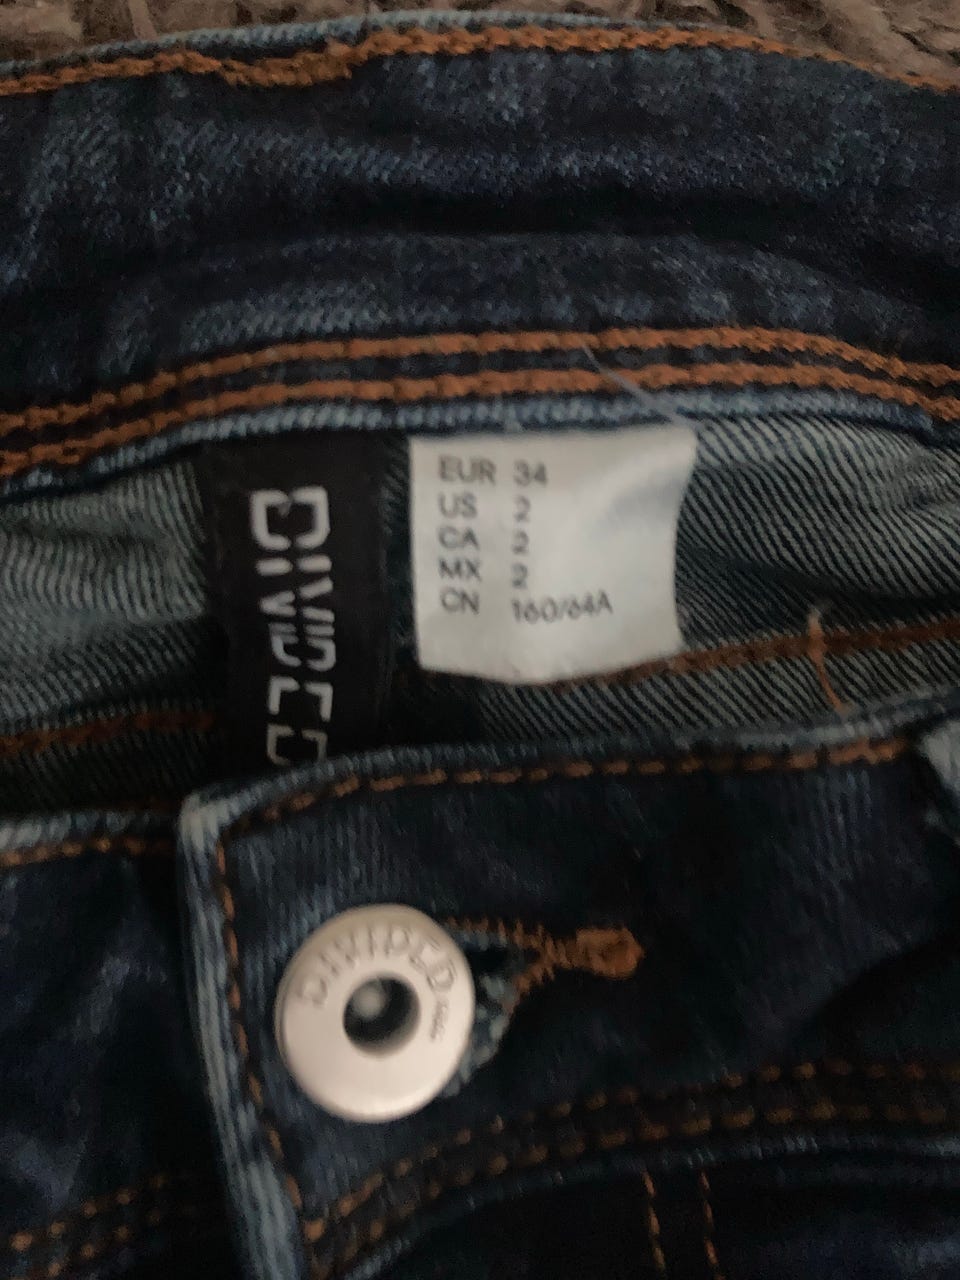 DIVIDED
EUR 34
US 2
CA 2
MX 2
CN 160/64A
DIVIDED